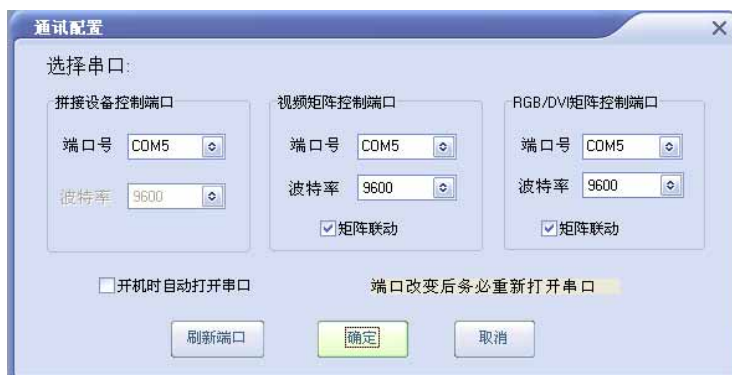 通讯配置
选择串口:
拼接设备控制端口
端口号 COM5
波特率 9600
视频矩阵控制端口
端口号 COM5
波特率 9600
矩阵联动
RGB/DVI矩阵控制端口
端口号 COM5
波特率 9600
矩阵联动
开机时自动打开串口
端口改变后务必重新打开串口
刷新端口 确定 取消